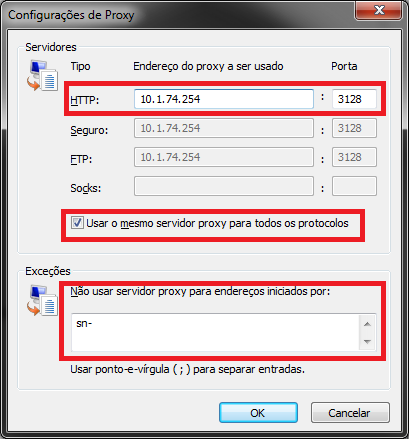 Configurações de Proxy
Servidores
Tipo Endereço do proxy a ser usado Porta
HTTP: 10.1.74.254 : 3128
Seguro: 10.1.74.254 : 3128
FTP: 10.1.74.254 : 3128
Socks: :
Usar o mesmo servidor proxy para todos os protocolos
Exceções
Não usar servidor proxy para endereços iniciados por:
sn-
Usar ponto-e-vírgula ( ; ) para separar entradas.
OK Cancelar